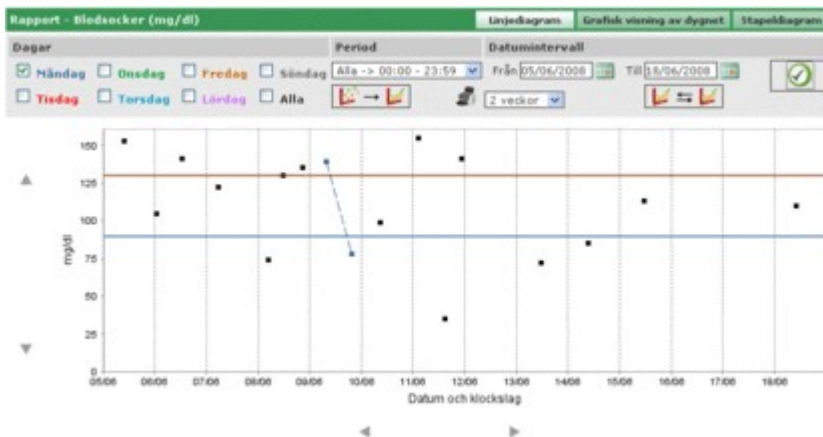 Rapport - Blodsocker (mg/dl) Linjediagram Grafisk visning av dygnet Stapeldiagram
Dagar Period Datumintervall
Måndag Onsdag Fredag Söndag Alla -> 00:00 - 23:59 Från 05/06/2008 Till 18/06/2008
Tisdag Torsdag Lördag Alla 2 veckor
150
125
100
75
50
25
0
mg/dl
05/06 06/06 07/06 08/06 09/06 10/06 11/06 12/06 13/06 14/06 15/06 16/06 17/06 18/06
Datum och klockslag